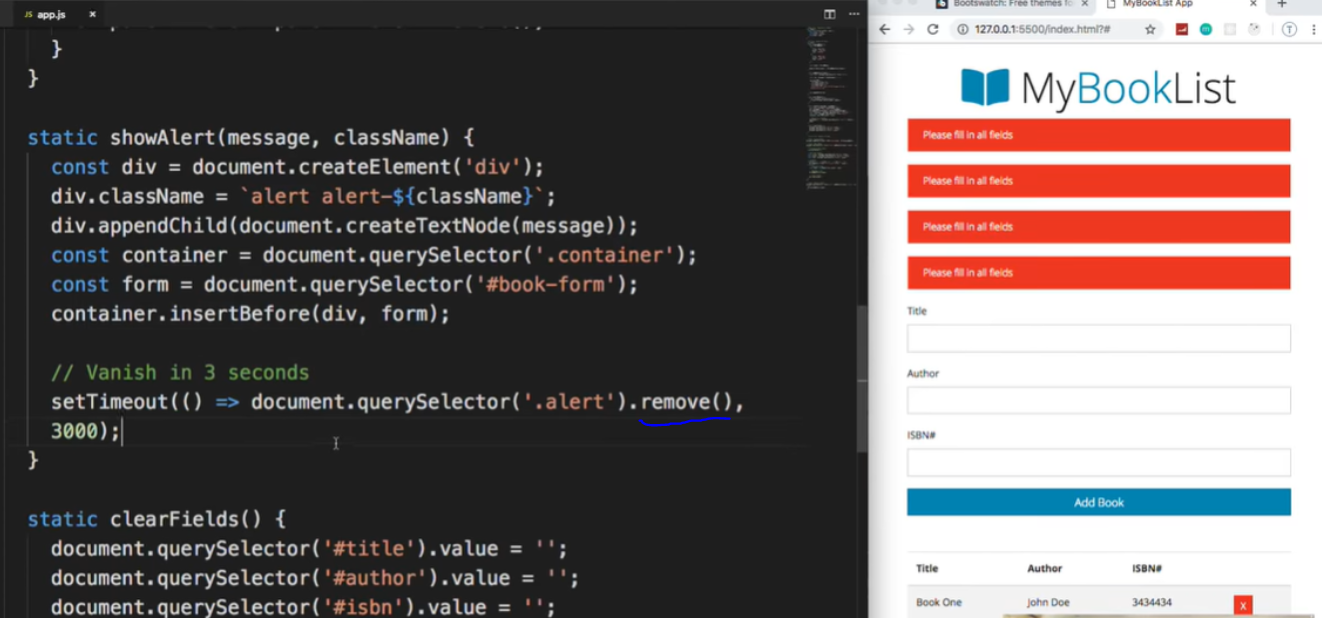 JS app.js ×
}
}
static showAlert(message, className) {
const div = document.createElement('div');
div.className = `alert alert-${className}`;
div.appendChild(document.createTextNode(message));
const container = document.querySelector('.container');
const form = document.querySelector('#book-form');
container.insertBefore(div, form);
// Vanish in 3 seconds
setTimeout(() => document.querySelector('.alert').remove(),
3000);
}
static clearFields() {
document.querySelector('#title').value = '';
document.querySelector('#author').value = '';
document.querySelector('#isbn').value = '';
Bootswatch: Free themes fo × MyBookList App ×
127.0.0.1:5500/index.html?#
MyBookList
Please fill in all fields
Please fill in all fields
Please fill in all fields
Please fill in all fields
Title
Author
ISBN#
Add Book
Title Author ISBN#
Book One John Doe 3434434 X